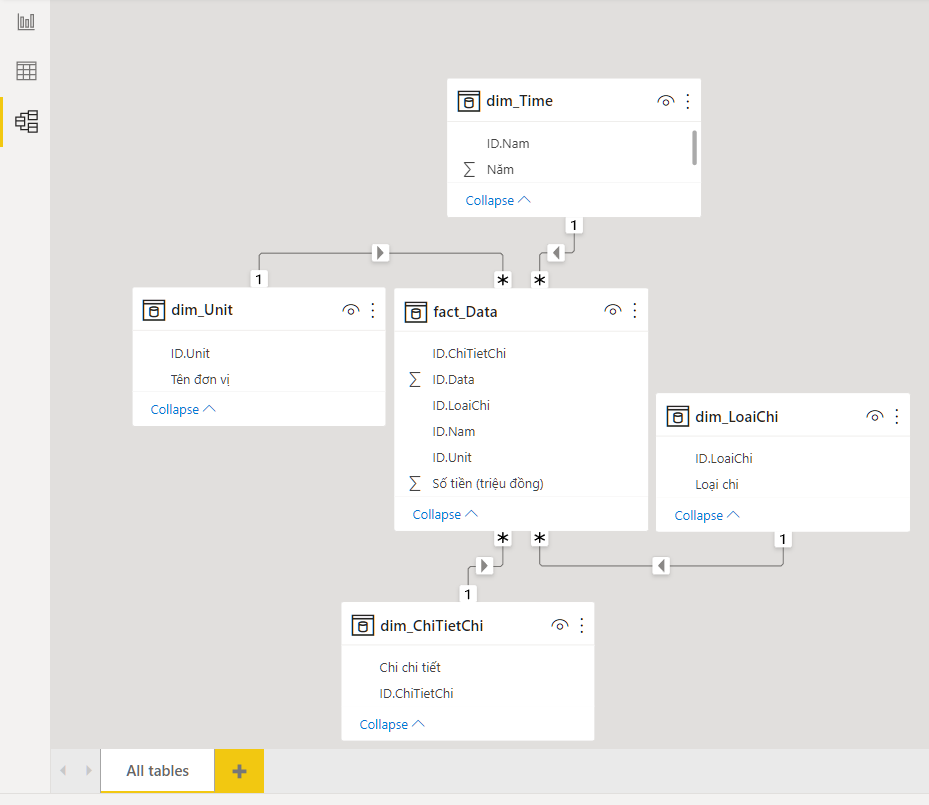 dim_Time
ID.Nam
Năm
Collapse
1
1
*
*
dim_Unit
ID.Unit
Tên đơn vị
Collapse
fact_Data
ID.ChiTietChi
ID.Data
ID.LoaiChi
ID.Nam
ID.Unit
Số tiền (triệu đồng)
Collapse
dim_LoaiChi
ID.LoaiChi
Loại chi
Collapse
*
*
1
1
dim_ChiTietChi
Chi chi tiết
ID.ChiTietChi
Collapse
All tables